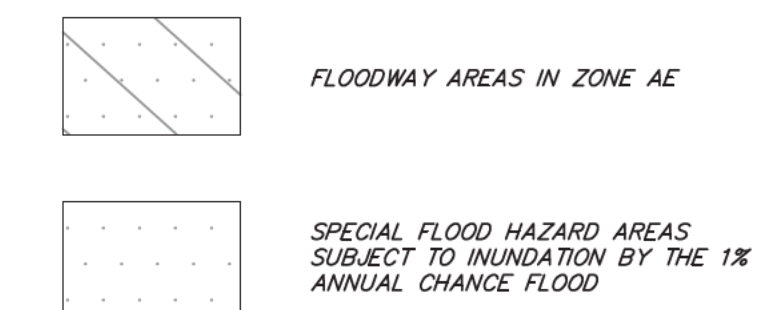 FLOODWAY AREAS IN ZONE AE
SPECIAL FLOOD HAZARD AREAS
SUBJECT TO INUNDATION BY THE 1%
ANNUAL CHANCE FLOOD